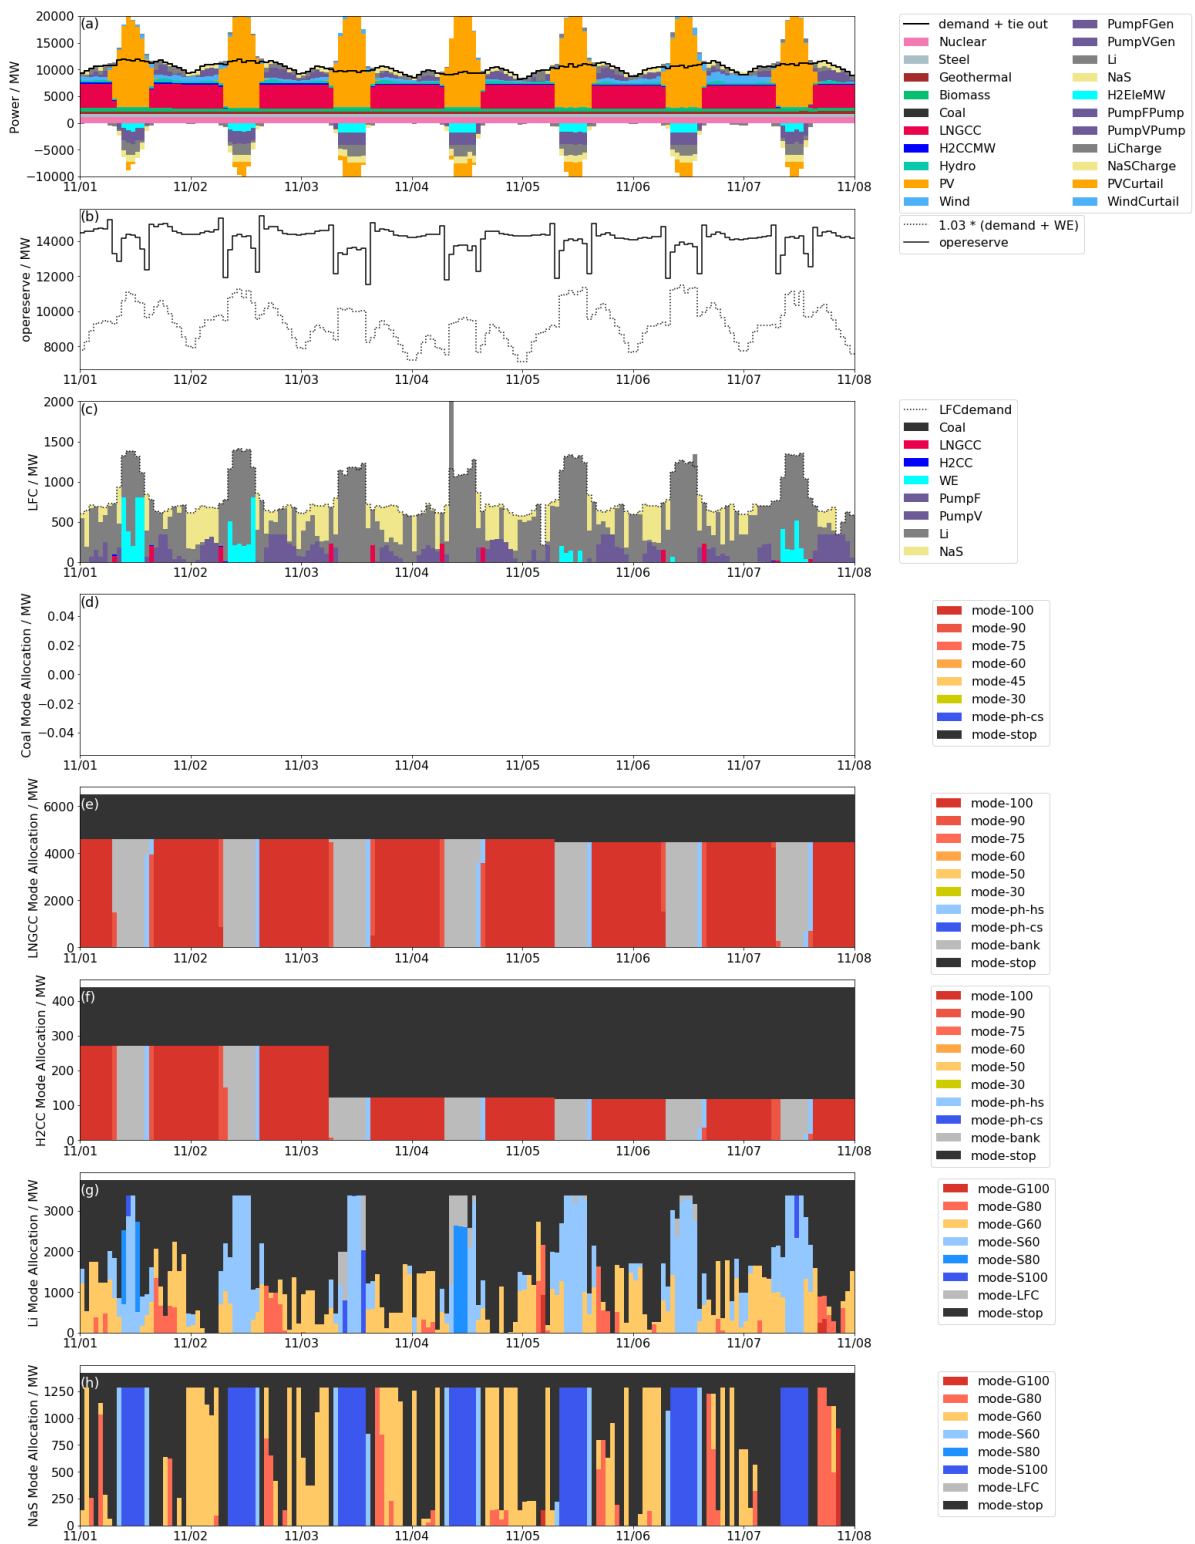 (a)
Power / MW
20000
15000
10000
5000
0
−5000
−10000
11/01 11/02 11/03 11/04 11/05 11/06 11/07 11/08
demand + tie out
Nuclear
Steel
Geothermal
Biomass
Coal
LNGCC
H2CCMW
Hydro
PV
Wind
PumpFGen
PumpVGen
Li
NaS
H2EleMW
PumpFPump
PumpVPump
LiCharge
NaSCharge
PVCurtail
WindCurtail
(b)
opereserve / MW
14000
12000
10000
8000
11/01 11/02 11/03 11/04 11/05 11/06 11/07 11/08
1.03 * (demand + WE)
opereserve
(c)
LFC / MW
2000
1500
1000
500
0
11/01 11/02 11/03 11/04 11/05 11/06 11/07 11/08
LFCdemand
Coal
LNGCC
H2CC
WE
PumpF
PumpV
Li
NaS
(d)
Coal Mode Allocation / MW
0.04
0.02
0.00
−0.02
−0.04
11/01 11/02 11/03 11/04 11/05 11/06 11/07 11/08
mode-100
mode-90
mode-75
mode-60
mode-45
mode-30
mode-ph-cs
mode-stop
(e)
LNGCC Mode Allocation / MW
6000
4000
2000
0
11/01 11/02 11/03 11/04 11/05 11/06 11/07 11/08
mode-100
mode-90
mode-75
mode-60
mode-50
mode-30
mode-ph-hs
mode-ph-cs
mode-bank
mode-stop
(f)
H2CC Mode Allocation / MW
400
300
200
100
0
11/01 11/02 11/03 11/04 11/05 11/06 11/07 11/08
mode-100
mode-90
mode-75
mode-60
mode-50
mode-30
mode-ph-hs
mode-ph-cs
mode-bank
mode-stop
(g)
Li Mode Allocation / MW
3000
2000
1000
0
11/01 11/02 11/03 11/04 11/05 11/06 11/07 11/08
mode-G100
mode-G80
mode-G60
mode-S60
mode-S80
mode-S100
mode-LFC
mode-stop
(h)
NaS Mode Allocation / MW
1250
1000
750
500
250
0
11/01 11/02 11/03 11/04 11/05 11/06 11/07 11/08
mode-G100
mode-G80
mode-G60
mode-S60
mode-S80
mode-S100
mode-LFC
mode-stop